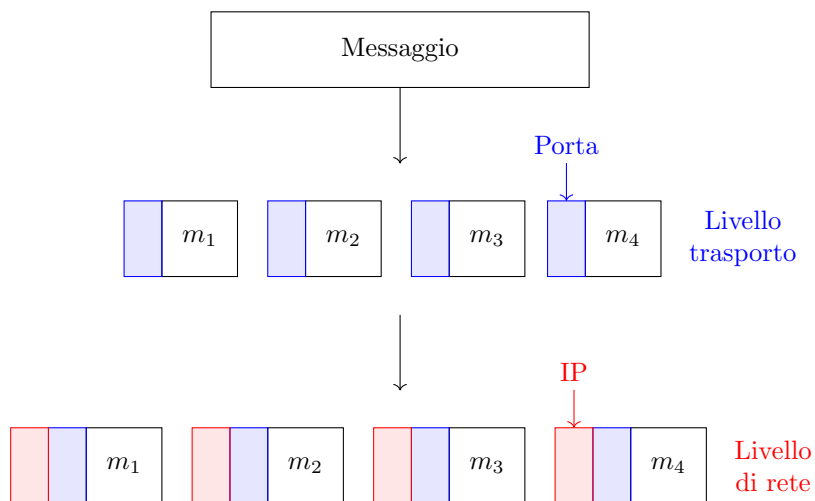 Messaggio
Porta
m₁ m₂ m₃ m₄
Livello
trasporto
IP
m₁ m₂ m₃ m₄
Livello
di rete